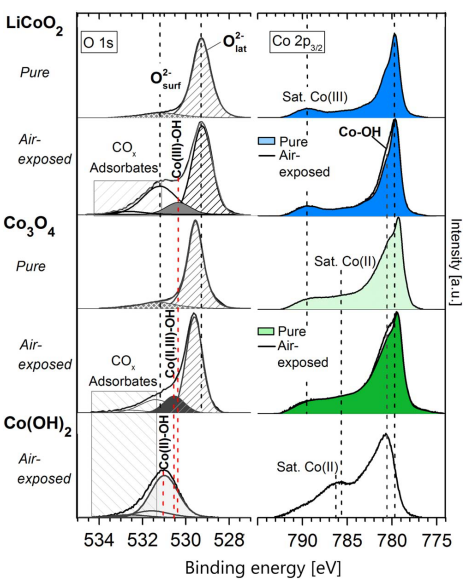 LiCoO₂
O 1s
O²⁻lat
Co 2p₃/₂
Pure
O²⁻surf
Sat. Co(III)
Air-
exposed
COₓ
Adsorbates
Co(III)-OH
Pure
Air-
exposed
Co-OH
Co₃O₄
Pure
Sat. Co(II)
Intensity [a.u.]
Air-
exposed
COₓ
Adsorbates
Co(II,III)-OH
Pure
Air-
exposed
Co(OH)₂
Air-
exposed
Co(II)-OH
Sat. Co(II)
534 532 530 528 790 785 780 775
Binding energy [eV]